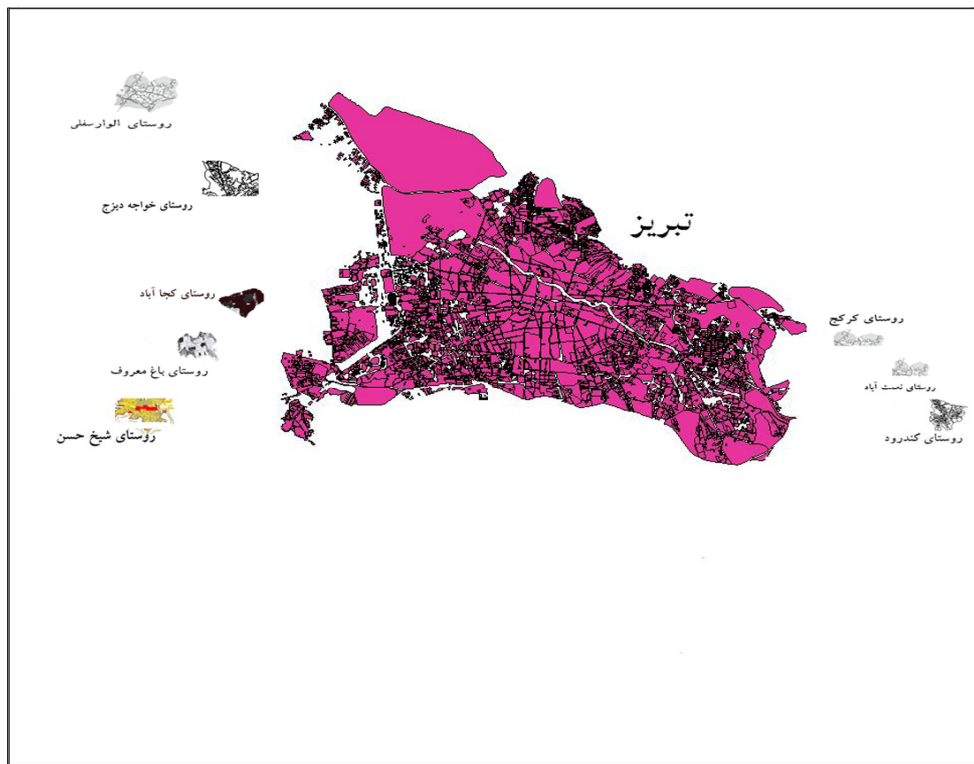 روستای الوارسفلی
روستای خواجه دیزج
تبریز
روستای کجا آباد
روستای کرکج
روستای باغ معروف
روستای نعمت آباد
روستای شیخ حسن
روستای کندرود